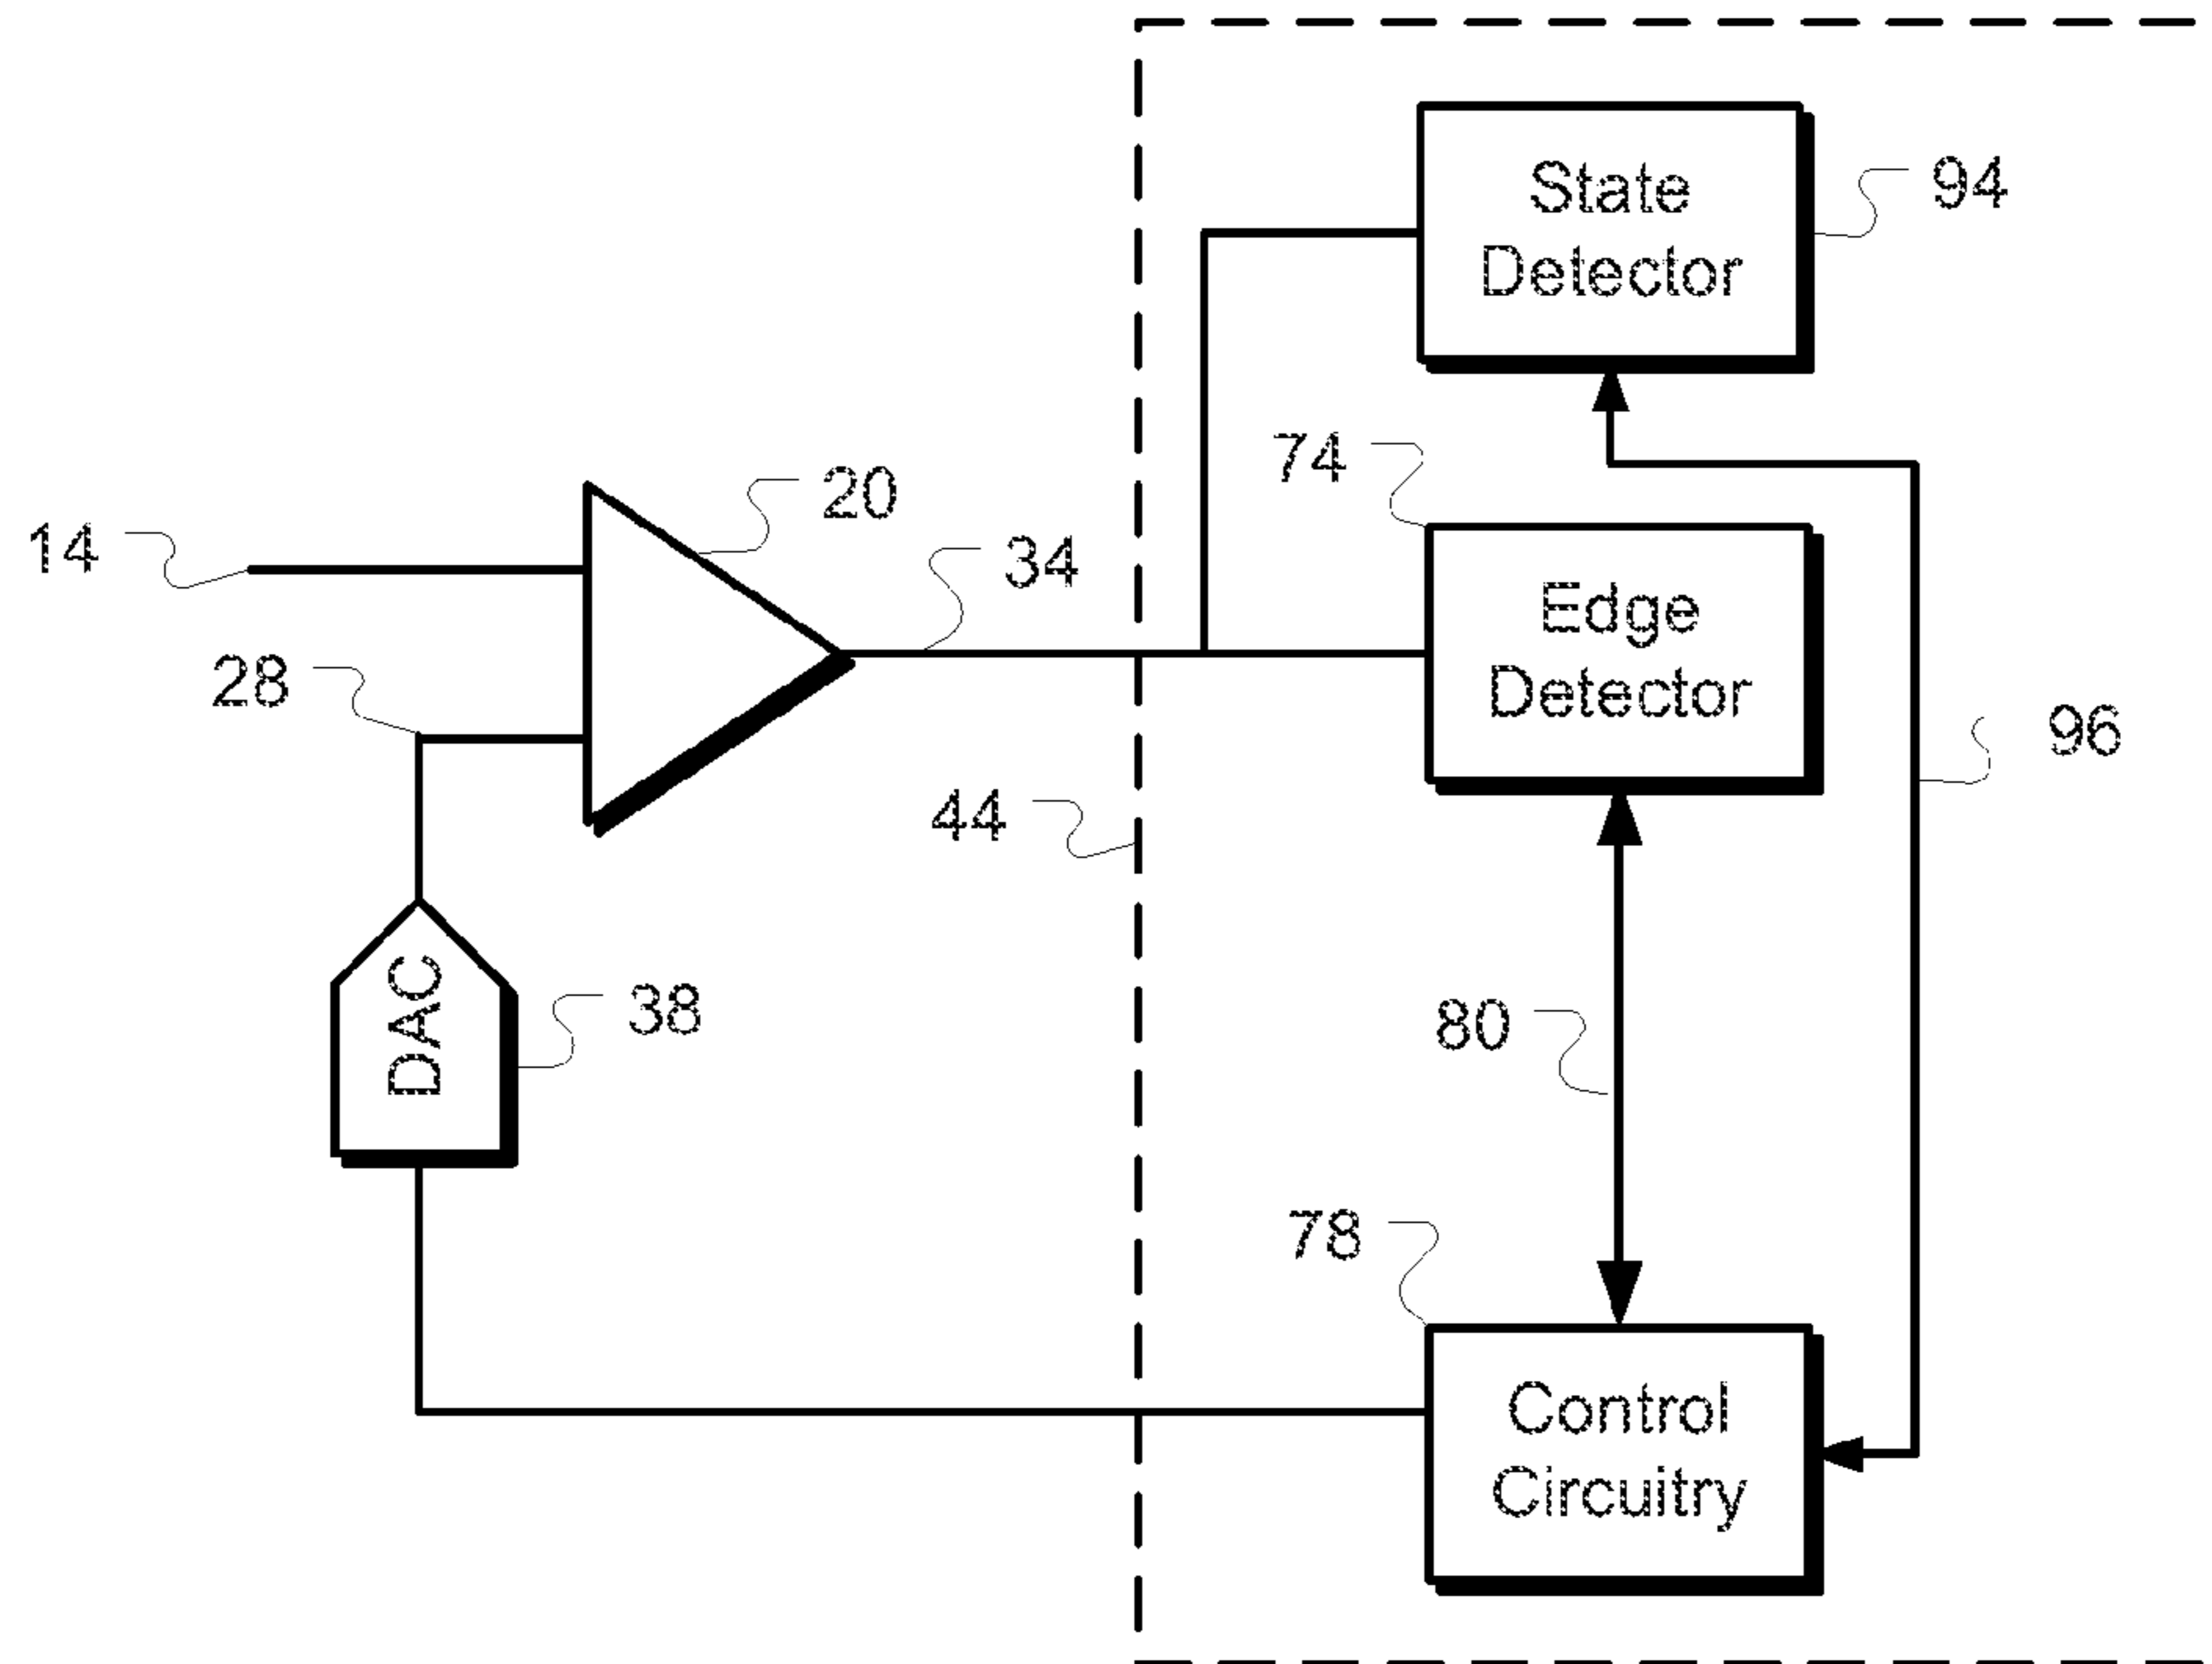 State
Detector
94
74
20
14
34
Edge
Detector
28
96
44
DAC
38
80
78
Control
Circuitry